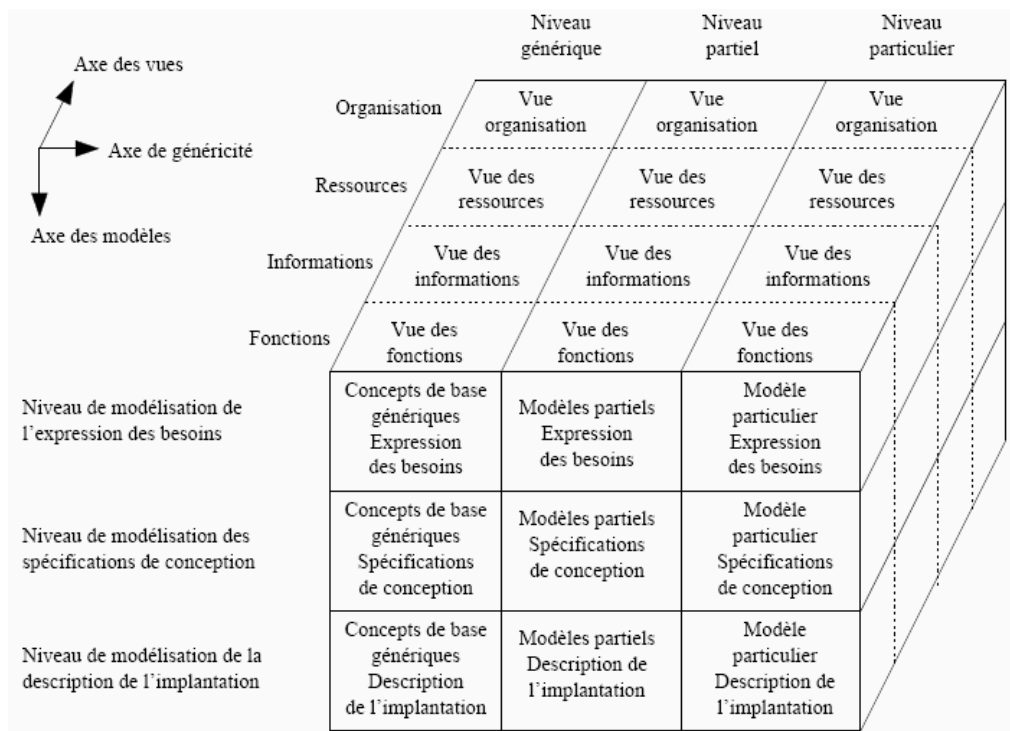 Niveau
générique
Niveau
partiel
Niveau
particulier
Axe des vues
Axe de généricité
Axe des modèles
Organisation
Vue
organisation
Vue
organisation
Vue
organisation
Ressources
Vue des
ressources
Vue des
ressources
Vue des
ressources
Informations
Vue des
informations
Vue des
informations
Vue des
informations
Fonctions
Vue des
fonctions
Vue des
fonctions
Vue des
fonctions
Niveau de modélisation de
l’expression des besoins
Concepts de base
génériques
Expression
des besoins
Modèles partiels
Expression
des besoins
Modèle
particulier
Expression
des besoins
Niveau de modélisation des
spécifications de conception
Concepts de base
génériques
Spécifications
de conception
Modèles partiels
Spécifications
de conception
Modèle
particulier
Spécifications
de conception
Niveau de modélisation de la
description de l’implantation
Concepts de base
génériques
Description
de l’implantation
Modèles partiels
Description de
l’implantation
Modèle
particulier
Description de
l’implantation